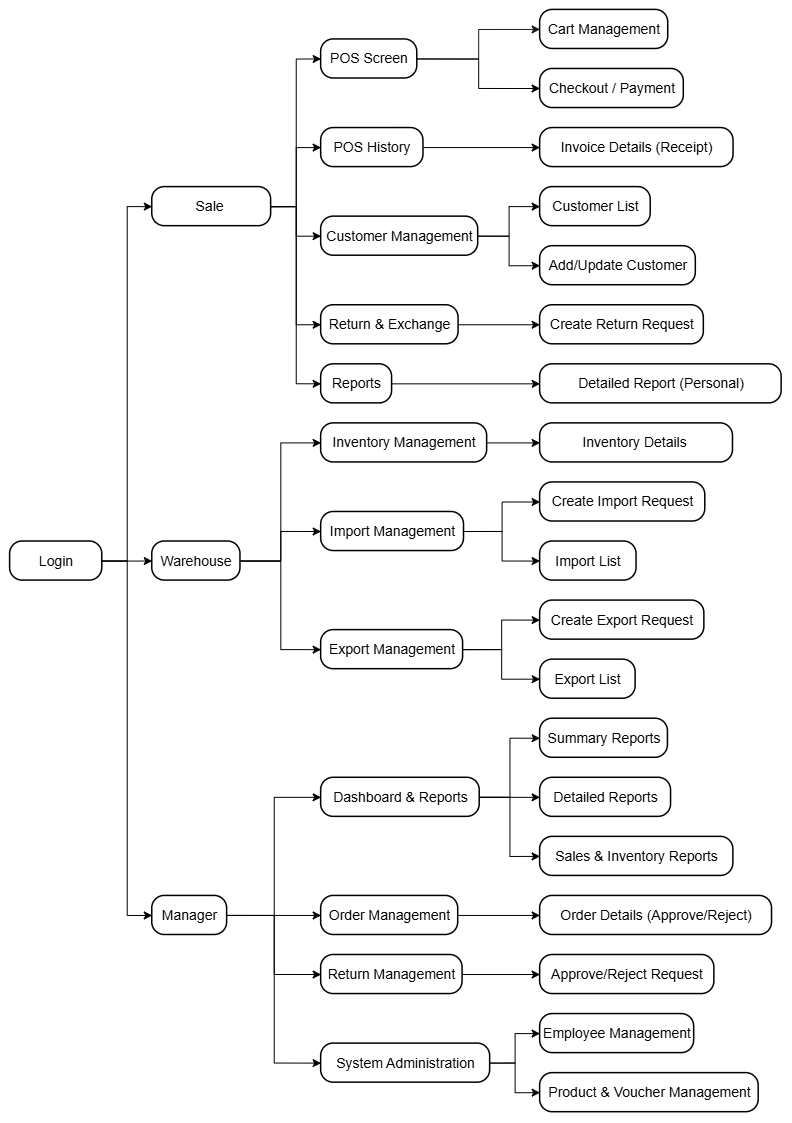 Cart Management
POS Screen
Checkout / Payment
POS History
Invoice Details (Receipt)
Sale
Customer List
Customer Management
Add/Update Customer
Return & Exchange
Create Return Request
Reports
Detailed Report (Personal)
Inventory Management
Inventory Details
Create Import Request
Import Management
Login
Warehouse
Import List
Create Export Request
Export Management
Export List
Summary Reports
Dashboard & Reports
Detailed Reports
Sales & Inventory Reports
Manager
Order Management
Order Details (Approve/Reject)
Return Management
Approve/Reject Request
Employee Management
System Administration
Product & Voucher Management